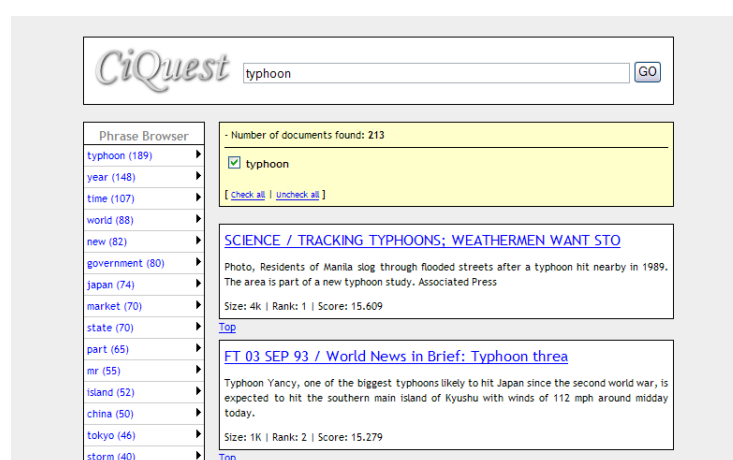 CiQuest
typhoon
GO
Phrase Browser
typhoon (189)
year (148)
time (107)
world (88)
new (82)
government (80)
japan (74)
market (70)
state (70)
part (65)
mr (55)
island (52)
china (50)
tokyo (46)
storm (40)
- Number of documents found: 213
typhoon
[ Check all | Uncheck all ]
SCIENCE / TRACKING TYPHOONS; WEATHERMEN WANT STO
Photo, Residents of Manila slog through flooded streets after a typhoon hit nearby in 1989.
The area is part of a new typhoon study. Associated Press
Size: 4k | Rank: 1 | Score: 15.609
Top
FT 03 SEP 93 / World News in Brief: Typhoon threa
Typhoon Yancy, one of the biggest typhoons likely to hit Japan since the second world war, is
expected to hit the southern main island of Kyushu with winds of 112 mph around midday
today.
Size: 1K | Rank: 2 | Score: 15.279
Top